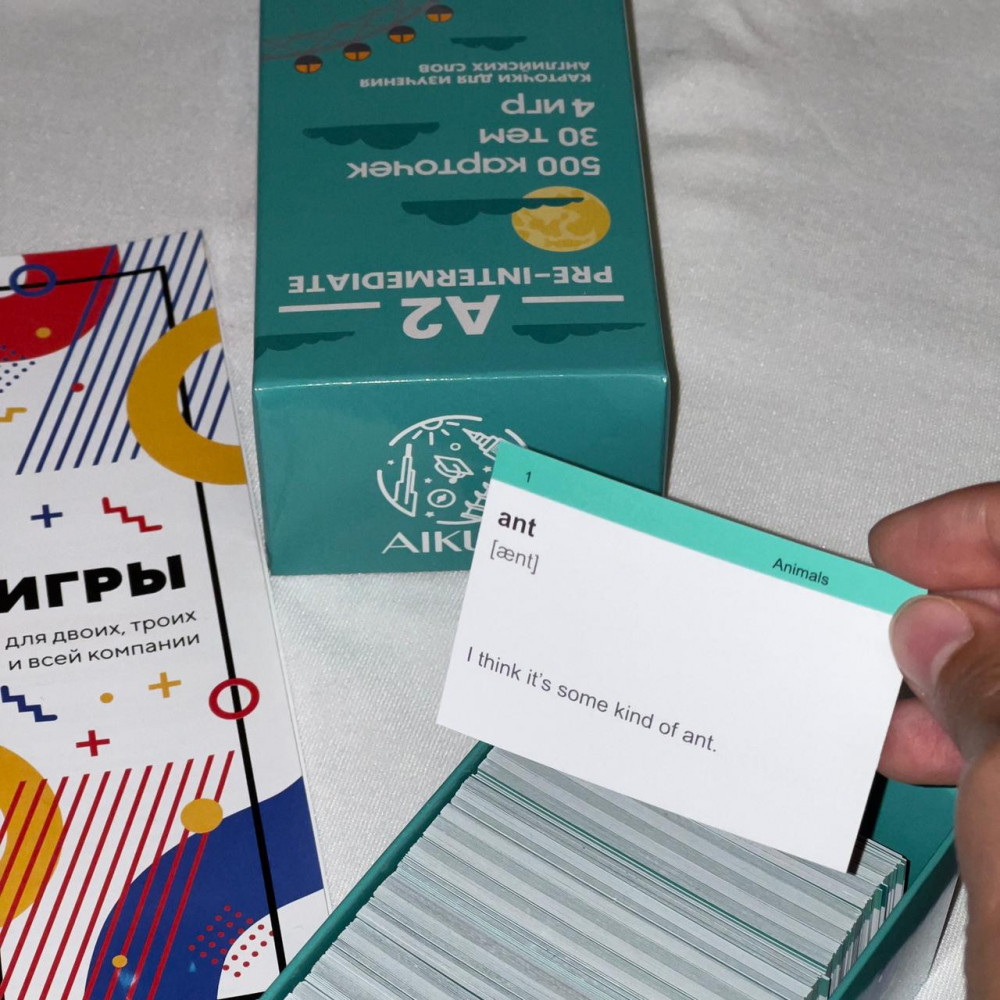 A2
PRE-INTERMEDIATE
500 карточек
30 тем
4 игр
КАРТОЧКИ ДЛЯ ИЗУЧЕНИЯ
АНГЛИЙСКИХ СЛОВ
ИГРЫ
для двоих, троих
и всей компании
1
Animals
ant
[ænt]
I think it's some kind of ant.